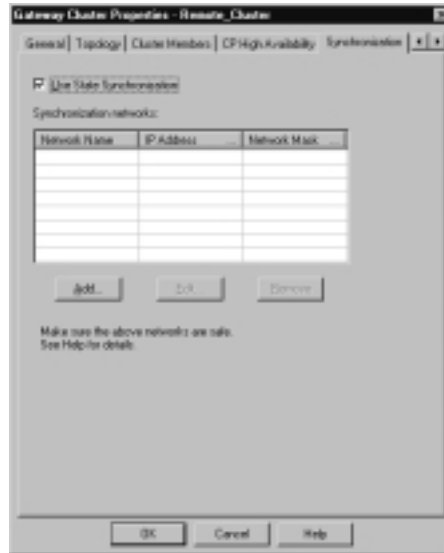 Gateway Cluster Properties - Remote_Cluster
General Topology Cluster Members CP High Availability Synchronization
Use State Synchronization
Synchronization networks:
Network Name IP Address ... Network Mask ...
Add... Edit... Remove
Make sure the above networks are safe.
See Help for details.
OK Cancel Help